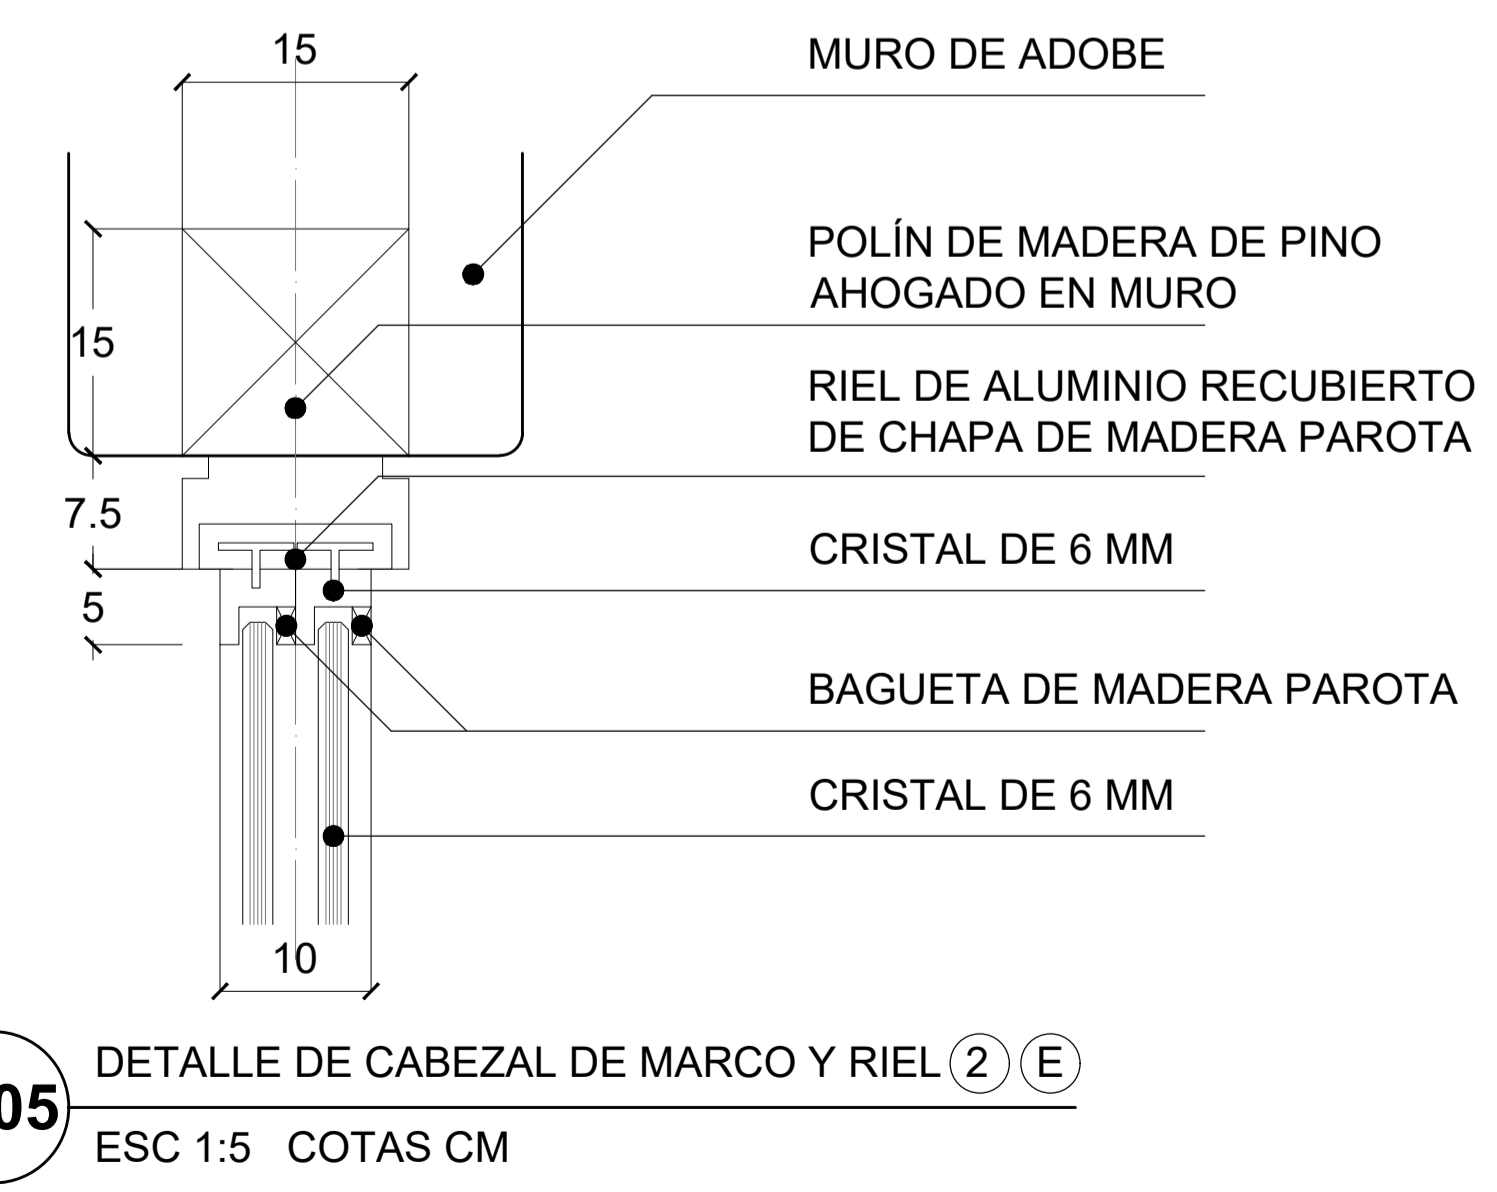 15
MURO DE ADOBE
POLÍN DE MADERA DE PINO
AHOGADO EN MURO
15
RIEL DE ALUMINIO RECUBIERTO
DE CHAPA DE MADERA PAROTA
7.5
CRISTAL DE 6 MM
5
BAGUETA DE MADERA PAROTA
CRISTAL DE 6 MM
10
DETALLE DE CABEZAL DE MARCO Y RIEL 2 E
05
ESC 1:5 COTAS CM